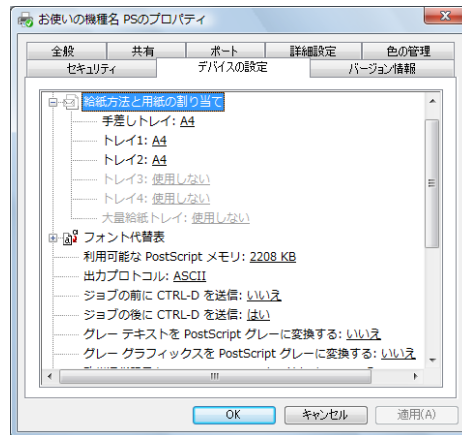 お使いの機種名 PSのプロパティ
全般 共有 ポート 詳細設定 色の管理
セキュリティ デバイスの設定 バージョン情報
給紙方法と用紙の割り当て
手差しトレイ: A4
トレイ1: A4
トレイ2: A4
トレイ3: 使用しない
トレイ4: 使用しない
大量給紙トレイ: 使用しない
フォント代替表
利用可能な PostScript メモリ: 2208 KB
出力プロトコル: ASCII
ジョブの前に CTRL-D を送信: いいえ
ジョブの後に CTRL-D を送信: はい
グレー テキストを PostScript グレーに変換する: いいえ
グレー グラフィックスを PostScript グレーに変換する: いいえ
OK キャンセル 適用(A)